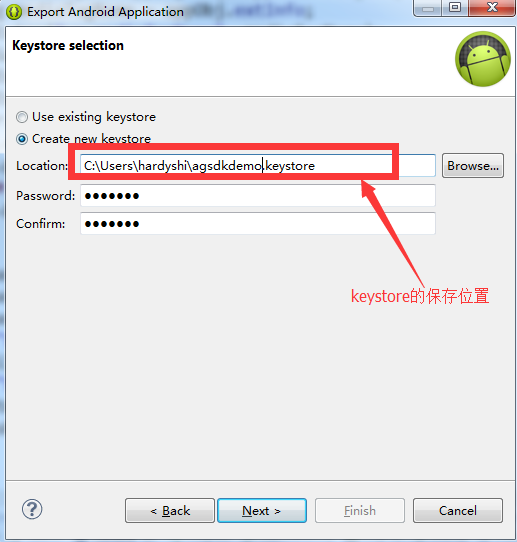 Export Android Application
Keystore selection
Use existing keystore
Create new keystore
Location: C:\Users\hardyshi\agsdkdemo.keystore Browse...
Password: ●●●●●●●
Confirm: ●●●●●●●
keystore的保存位置
? < Back Next > Finish Cancel